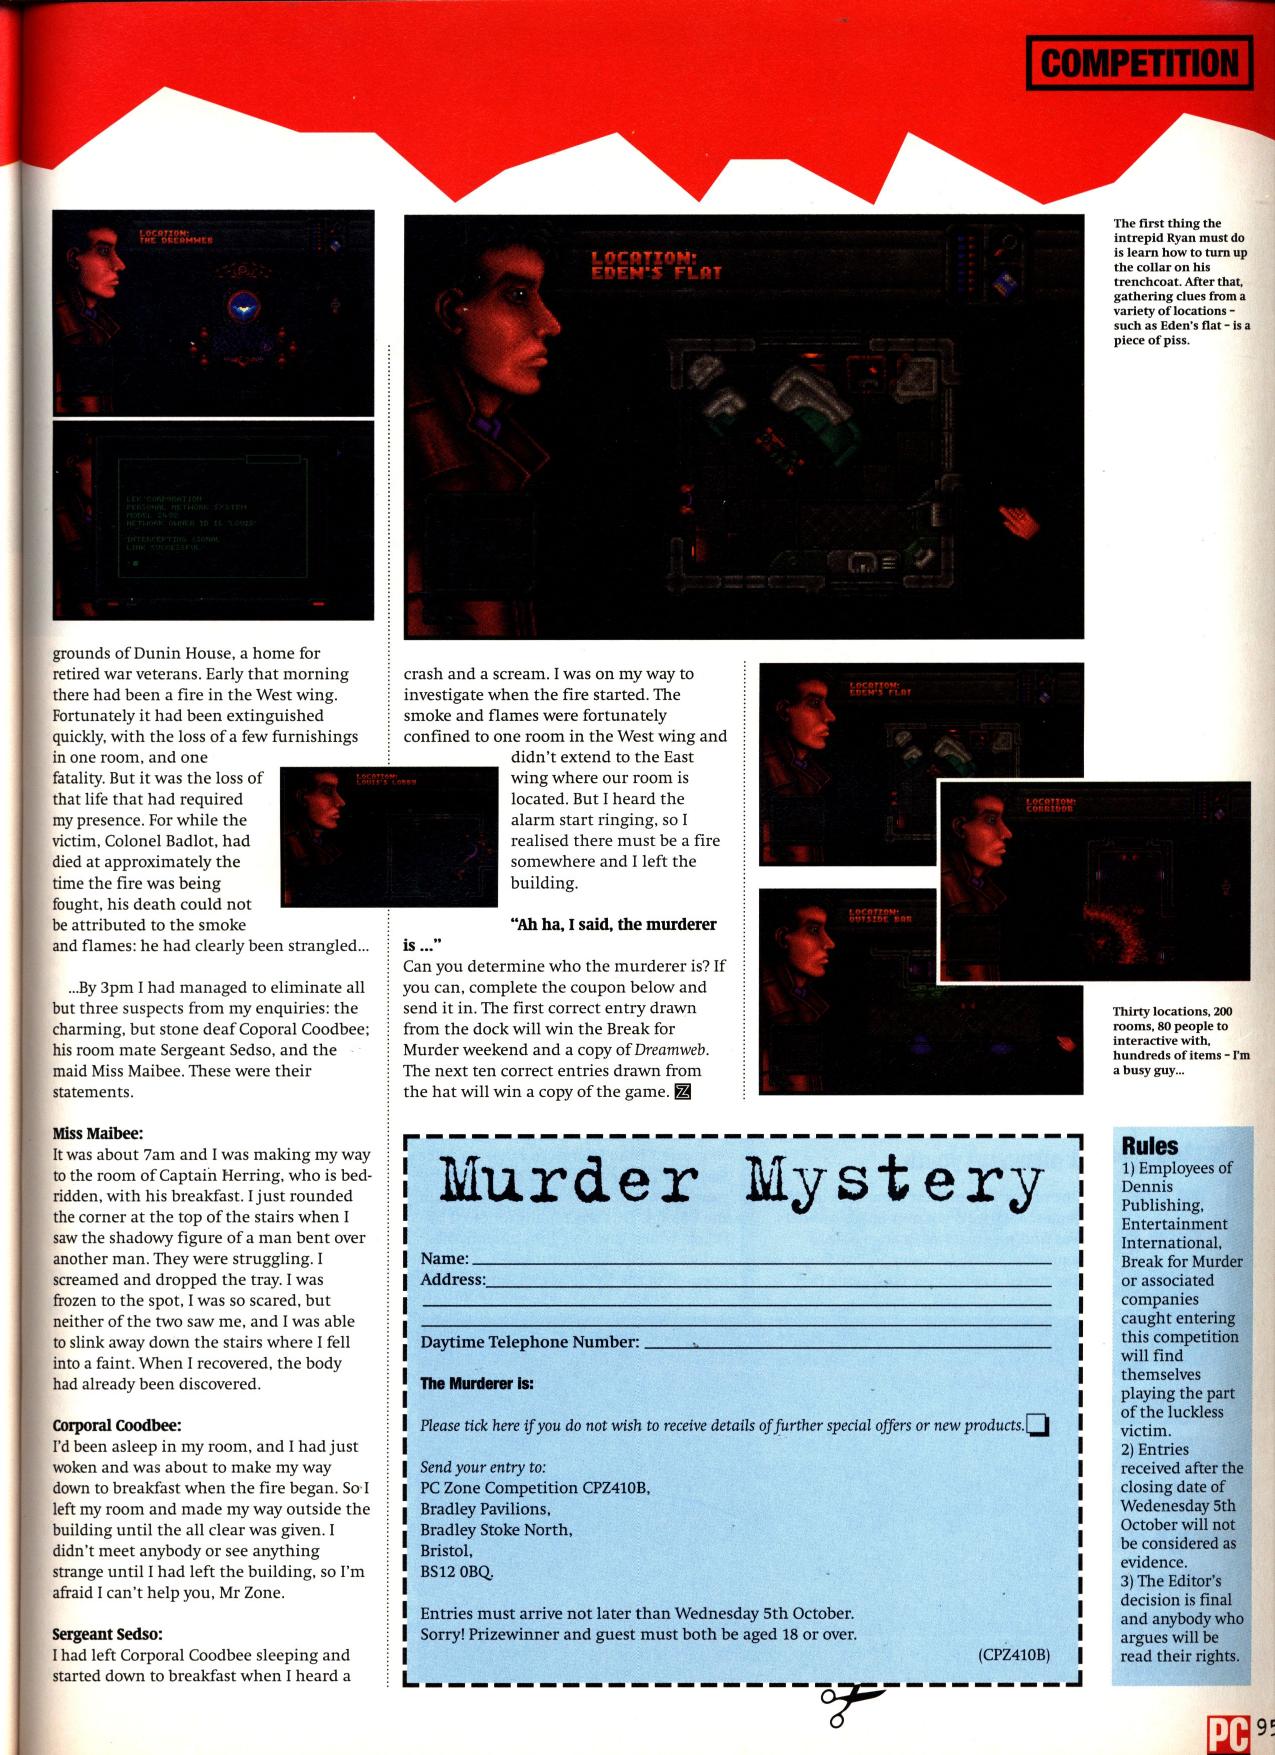 COMPETITION
LOCATION:
THE DREAMWEB
LOCATION:
EDEN'S FLAT
The first thing the
intrepid Ryan must do
is learn how to turn up
the collar on his
trenchcoat. After that,
gathering clues from a
variety of locations –
such as Eden's flat – is a
piece of piss.
LEK CORPORATION
PERSONAL NETWORK SYSTEM
NETWORK OWNER ID IS 'LOUIS'
INTERCEPTING SIGNAL
LINK SUCCESSFUL
grounds of Dunin House, a home for
retired war veterans. Early that morning
there had been a fire in the West wing.
Fortunately it had been extinguished
quickly, with the loss of a few furnishings
in one room, and one
fatality. But it was the loss of
that life that had required
my presence. For while the
victim, Colonel Badlot, had
died at approximately the
time the fire was being
fought, his death could not
be attributed to the smoke
and flames: he had clearly been strangled...
...By 3pm I had managed to eliminate all
but three suspects from my enquiries: the
charming, but stone deaf Coporal Coodbee;
his room mate Sergeant Sedso, and the
maid Miss Maibee. These were their
statements.
Miss Maibee:
It was about 7am and I was making my way
to the room of Captain Herring, who is bed-
ridden, with his breakfast. I just rounded
the corner at the top of the stairs when I
saw the shadowy figure of a man bent over
another man. They were struggling. I
screamed and dropped the tray. I was
frozen to the spot, I was so scared, but
neither of the two saw me, and I was able
to slink away down the stairs where I fell
into a faint. When I recovered, the body
had already been discovered.
Corporal Coodbee:
I'd been asleep in my room, and I had just
woken and was about to make my way
down to breakfast when the fire began. So I
left my room and made my way outside the
building until the all clear was given. I
didn't meet anybody or see anything
strange until I had left the building, so I'm
afraid I can't help you, Mr Zone.
Sergeant Sedso:
I had left Corporal Coodbee sleeping and
started down to breakfast when I heard a
LOCATION:
LOUIS'S LOBBY
crash and a scream. I was on my way to
investigate when the fire started. The
smoke and flames were fortunately
confined to one room in the West wing and
didn't extend to the East
wing where our room is
located. But I heard the
alarm start ringing, so I
realised there must be a fire
somewhere and I left the
building.
"Ah ha, I said, the murderer
is ..."
Can you determine who the murderer is? If
you can, complete the coupon below and
send it in. The first correct entry drawn
from the dock will win the Break for
Murder weekend and a copy of Dreamweb.
The next ten correct entries drawn from
the hat will win a copy of the game. Z
LOCATION:
EDEN'S FLAT
LOCATION:
CORRIDOR
LOCATION:
OUTSIDE BAR
Thirty locations, 200
rooms, 80 people to
interactive with,
hundreds of items – I'm
a busy guy...
Murder Mystery
Name:
Address:
Daytime Telephone Number:
The Murderer is:
Please tick here if you do not wish to receive details of further special offers or new products.
Send your entry to:
PC Zone Competition CPZ410B,
Bradley Pavilions,
Bradley Stoke North,
Bristol,
BS12 0BQ.
Entries must arrive not later than Wednesday 5th October.
Sorry! Prizewinner and guest must both be aged 18 or over.
(CPZ410B)
Rules
1) Employees of
Dennis
Publishing,
Entertainment
International,
Break for Murder
or associated
companies
caught entering
this competition
will find
themselves
playing the part
of the luckless
victim.
2) Entries
received after the
closing date of
Wedenesday 5th
October will not
be considered as
evidence.
3) The Editor's
decision is final
and anybody who
argues will be
read their rights.
PC 95